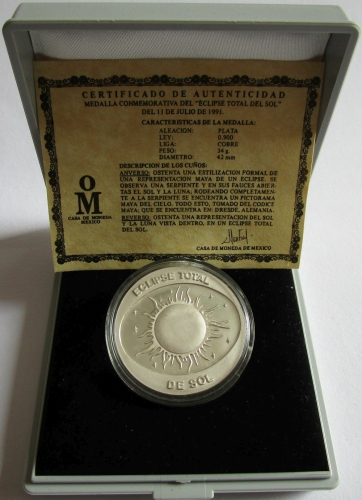 CERTIFICADO DE AUTENTICIDAD
MEDALLA CONMEMORATIVA DEL "ECLIPSE TOTAL DEL SOL"
DEL 11 DE JULIO DE 1991.
CARACTERISTICAS DE LA MEDALLA:
ALEACION: PLATA
LEY: 0.900
LIGA: COBRE
PESO: 34 g.
DIAMETRO: 42 mm
DESCRIPCION DE LOS CUÑOS:
ANVERSO: OSTENTA UNA ESTILIZACION FORMAL DE
UNA REPRESENTACION MAYA DE UN ECLIPSE. SE
OBSERVA UNA SERPIENTE Y EN SUS FAUCES ABIER-
TAS EL SOL Y LA LUNA; RODEANDO COMPLETAMEN-
TE A LA SERPIENTE SE ENCUENTRA UN PICTORAMA
MAYA DEL CIELO. TODO ESTO, TOMADO DEL CODICE
MAYA; QUE SE ENCUENTRA EN: DRESDE, ALEMANIA.
REVERSO: OSTENTA UNA REPRESENTACION DEL SOL
Y LA LUNA VISTA DENTRO, EN UN ECLIPSE TOTAL
DEL SOL.
oM
CASA DE MONEDA
MEXICO
CASA DE MONEDA DE MEXICO
ECLIPSE TOTAL
DE SOL